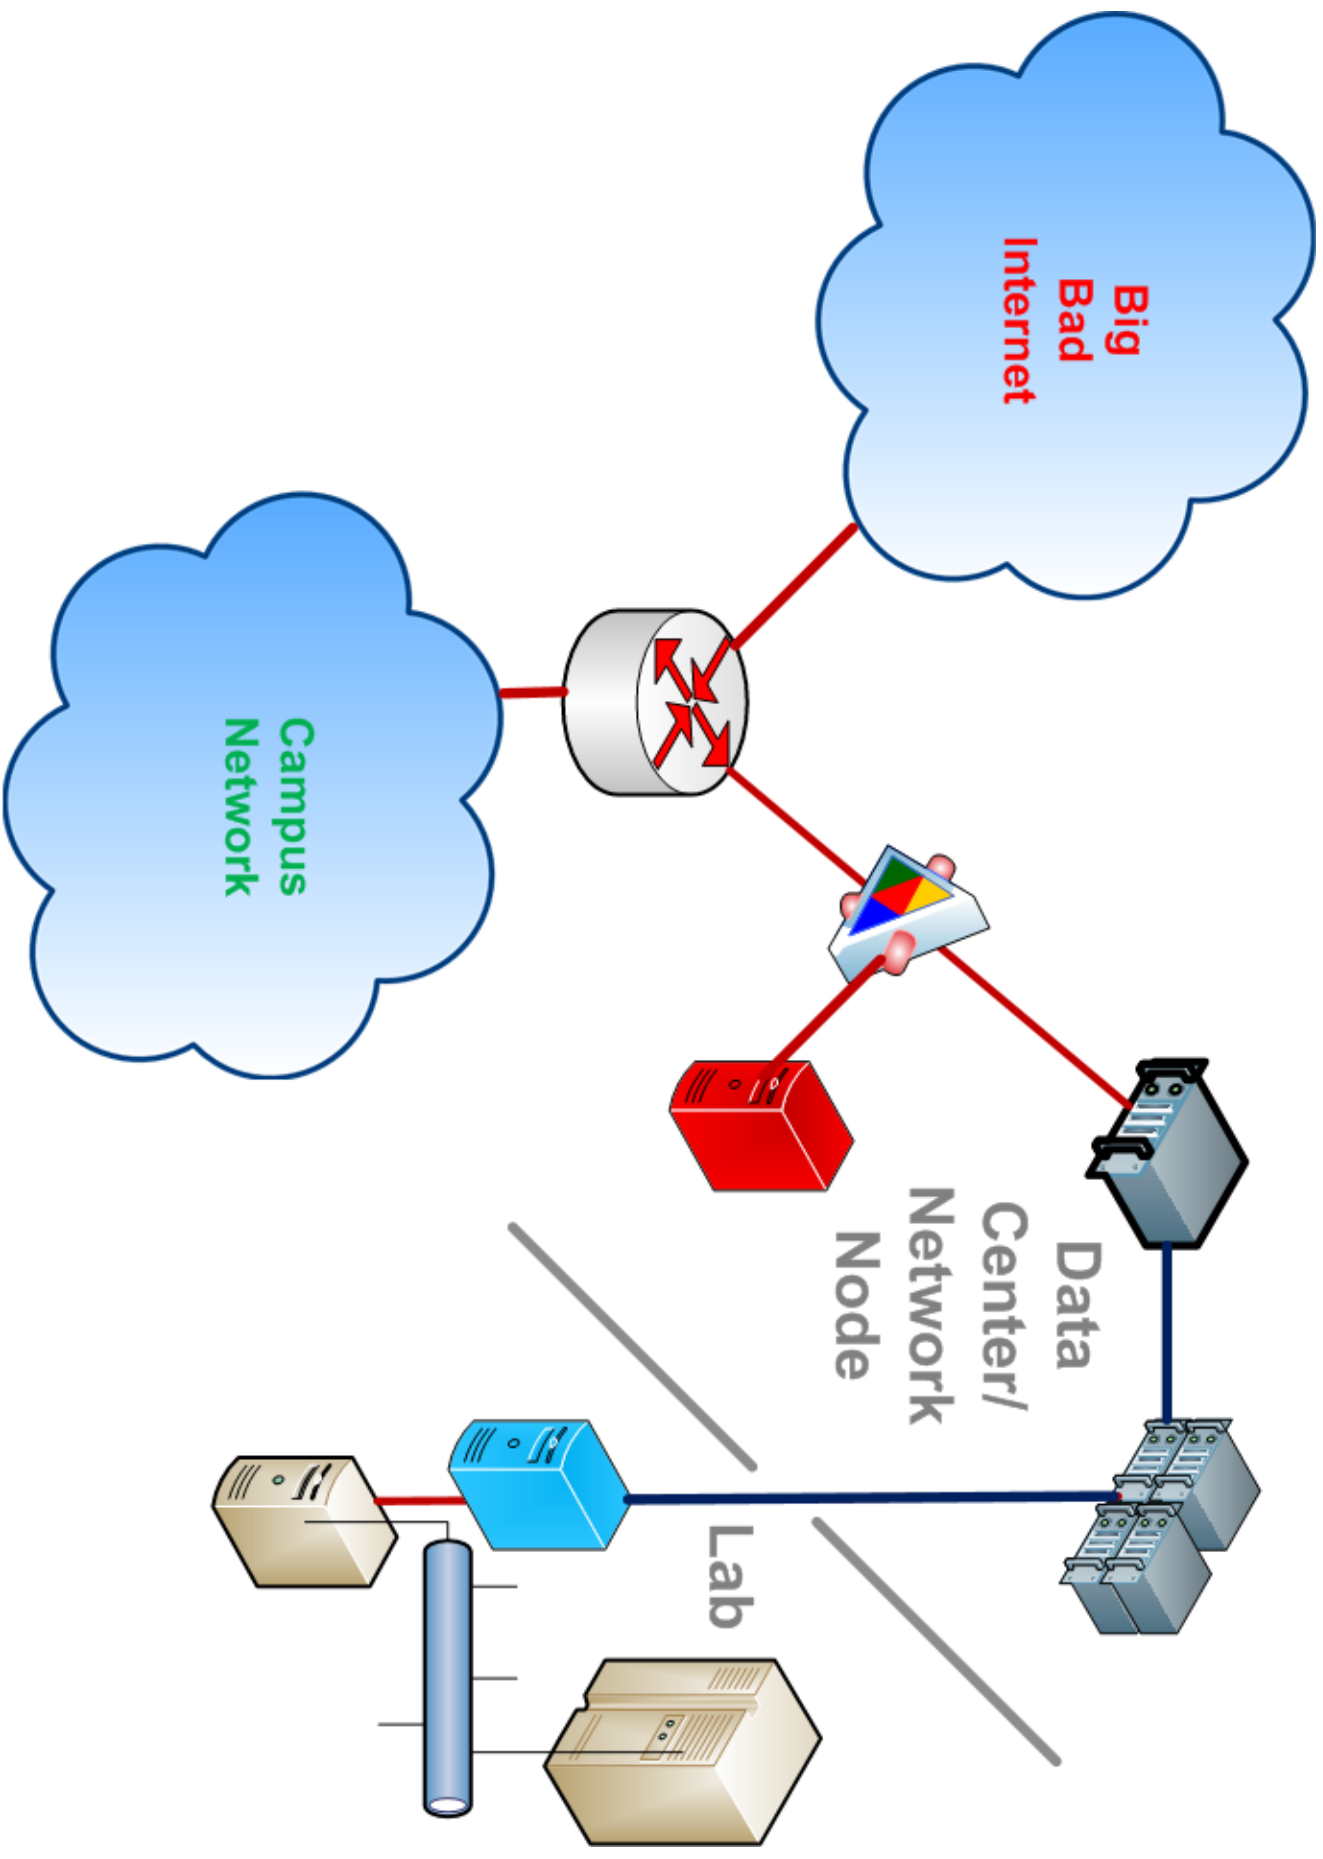 Big
Bad
Internet
Campus
Network
Data
Center/
Network
Node
Lab